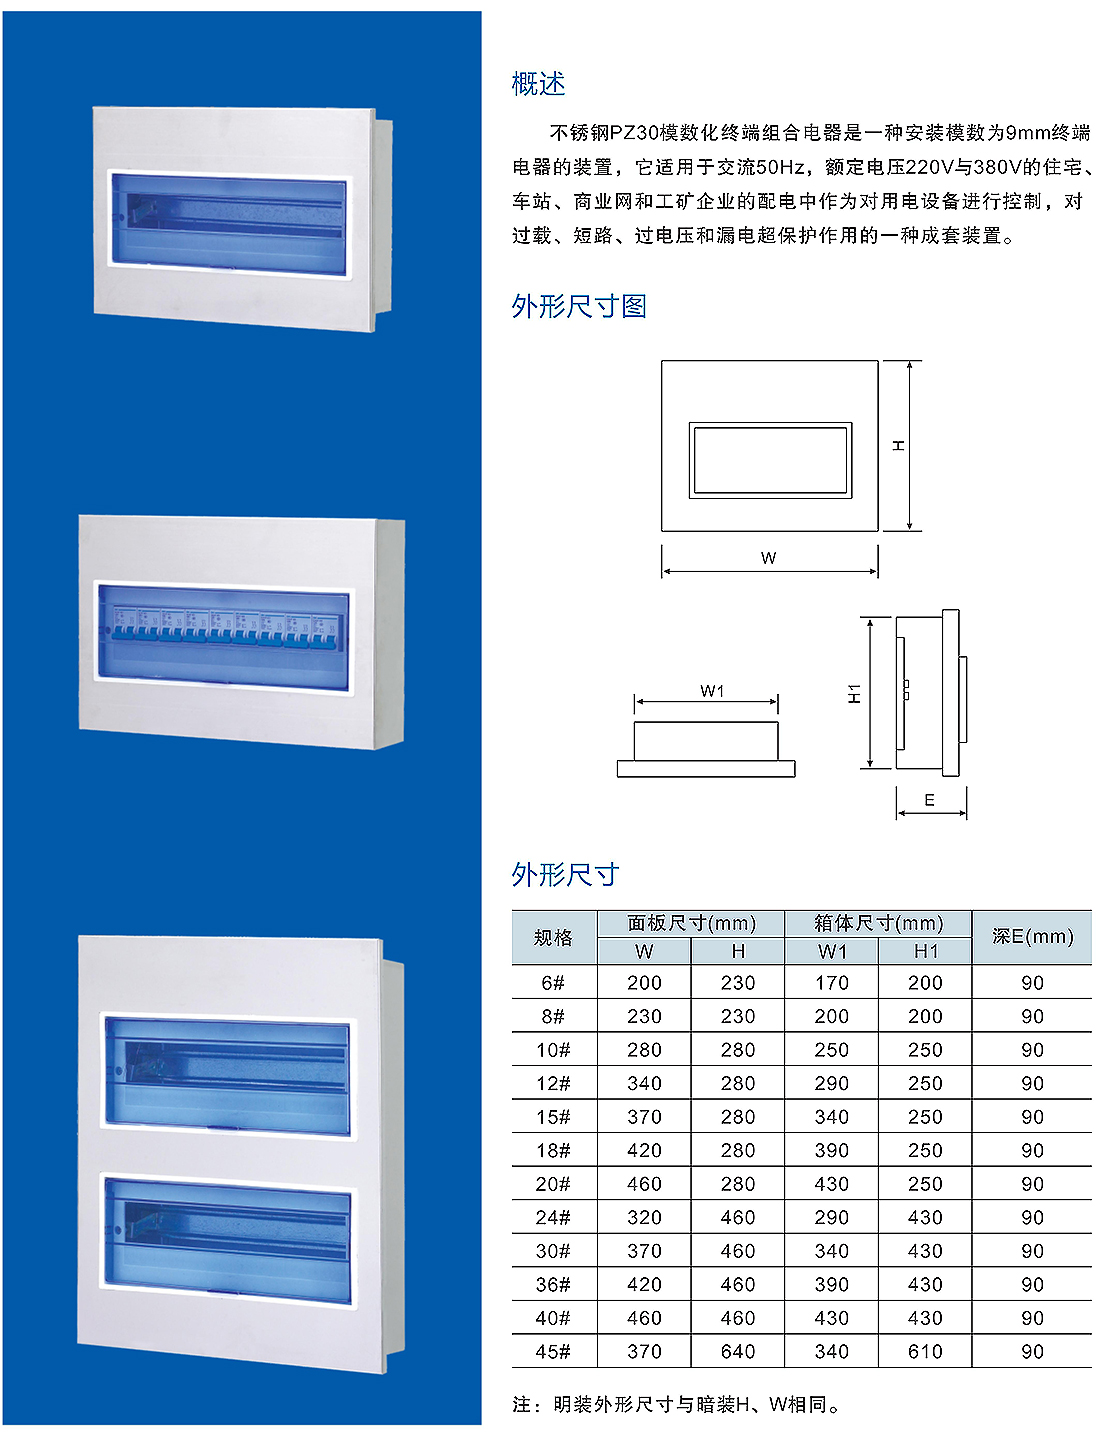 概述
不锈钢PZ30模数化终端组合电器是一种安装模数为9mm终端
电器的装置，它适用于交流50Hz，额定电压220V与380V的住宅、
车站、商业网和工矿企业的配电中作为对用电设备进行控制，对
过载、短路、过电压和漏电超保护作用的一种成套装置。
外形尺寸图
H
W
W1
H1
E
外形尺寸
规格 面板尺寸(mm) 箱体尺寸(mm) 深E(mm)
W H W1 H1
6# 200 230 170 200 90
8# 230 230 200 200 90
10# 280 280 250 250 90
12# 340 280 290 250 90
15# 370 280 340 250 90
18# 420 280 390 250 90
20# 460 280 430 250 90
24# 320 460 290 430 90
30# 370 460 340 430 90
36# 420 460 390 430 90
40# 460 460 430 430 90
45# 370 640 340 610 90
注：明装外形尺寸与暗装H、W相同。